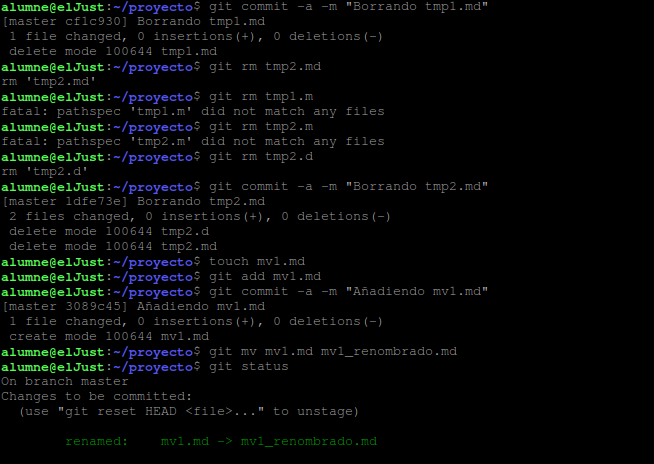 alumne@elJust:~/proyecto$ git commit -a -m "Borrando tmp1.md"
[master cf1c930] Borrando tmp1.md
 1 file changed, 0 insertions(+), 0 deletions(-)
 delete mode 100644 tmp1.md
alumne@elJust:~/proyecto$ git rm tmp2.md
rm 'tmp2.md'
alumne@elJust:~/proyecto$ git rm tmp1.m
fatal: pathspec 'tmp1.m' did not match any files
alumne@elJust:~/proyecto$ git rm tmp2.m
fatal: pathspec 'tmp2.m' did not match any files
alumne@elJust:~/proyecto$ git rm tmp2.d
rm 'tmp2.d'
alumne@elJust:~/proyecto$ git commit -a -m "Borrando tmp2.md"
[master 1dfe73e] Borrando tmp2.md
 2 files changed, 0 insertions(+), 0 deletions(-)
 delete mode 100644 tmp2.d
 delete mode 100644 tmp2.md
alumne@elJust:~/proyecto$ touch mv1.md
alumne@elJust:~/proyecto$ git add mv1.md
alumne@elJust:~/proyecto$ git commit -a -m "Añadiendo mv1.md"
[master 3089c45] Añadiendo mv1.md
 1 file changed, 0 insertions(+), 0 deletions(-)
 create mode 100644 mv1.md
alumne@elJust:~/proyecto$ git mv mv1.md mv1_renombrado.md
alumne@elJust:~/proyecto$ git status
On branch master
Changes to be committed:
  (use "git reset HEAD <file>..." to unstage)
        renamed:    mv1.md -> mv1_renombrado.md